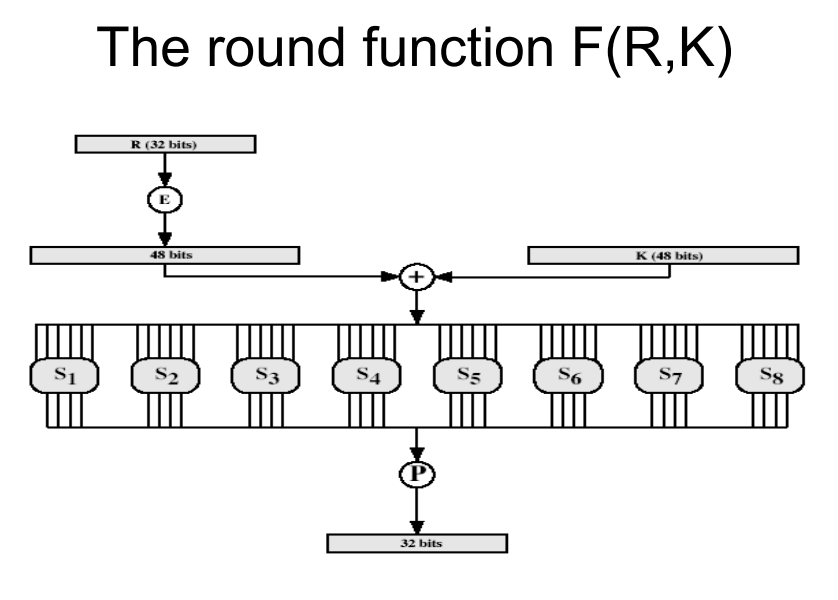 The round function F(R,K)
R (32 bits)
E
48 bits
K (48 bits)
+
S1 S2 S3 S4 S5 S6 S7 S8
P
32 bits